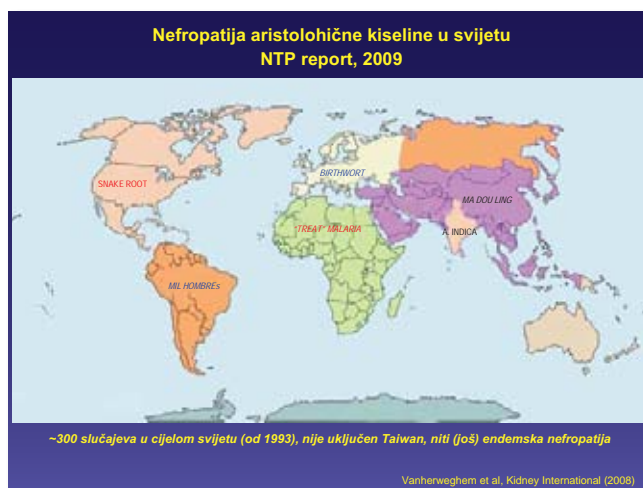 Nefropatija aristolohične kiseline u svijetu
NTP report, 2009
BIRTHWORT
SNAKE ROOT
MA DOU LING
"TREAT" MALARIA
A. INDICA
MIL HOMBREs
~300 slučajeva u cijelom svijetu (od 1993), nije uključen Taiwan, niti (još) endemska nefropatija
Vanherweghem et al, Kidney International (2008)